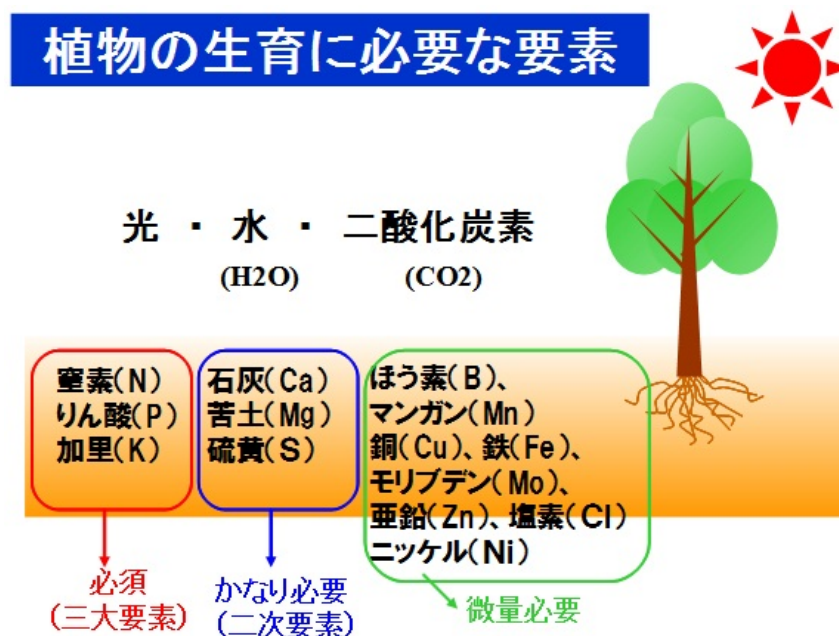 植物の生育に必要な要素
光 ・ 水 ・ 二酸化炭素
(H2O) (CO2)
窒素(N)
りん酸(P)
加里(K)
石灰(Ca)
苦土(Mg)
硫黄(S)
ほう素(B)、
マンガン(Mn)
銅(Cu)、鉄(Fe)、
モリブデン(Mo)、
亜鉛(Zn)、塩素(Cl)
ニッケル(Ni)
必須
(三大要素)
かなり必要
(二次要素)
微量必要